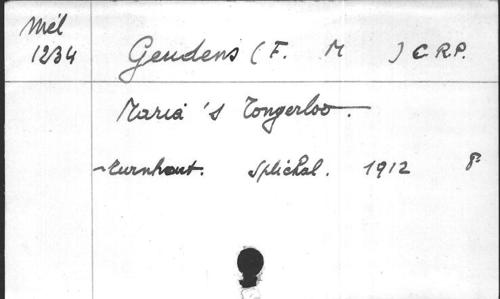 Mél
1234
Geudens (F. M ) C.R.P.
Maria 's Tongerloo.
Turnhout. Splichal. 1912 8°